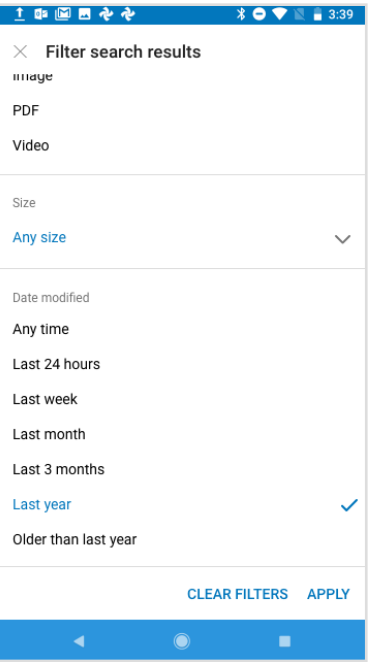 3:39
Filter search results
Image
PDF
Video
Size
Any size
Date modified
Any time
Last 24 hours
Last week
Last month
Last 3 months
Last year
Older than last year
CLEAR FILTERS APPLY